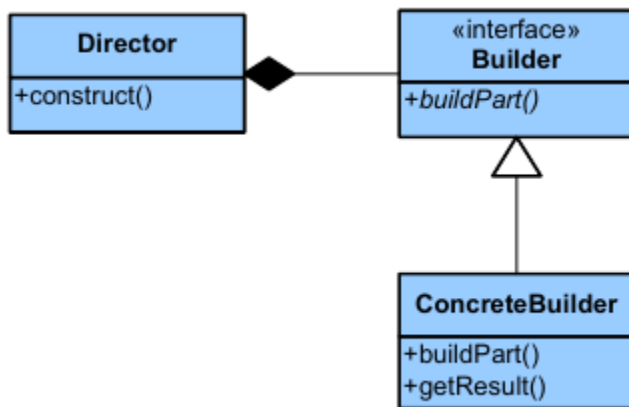 Director
+construct()
«interface»
Builder
+buildPart()
ConcreteBuilder
+buildPart()
+getResult()